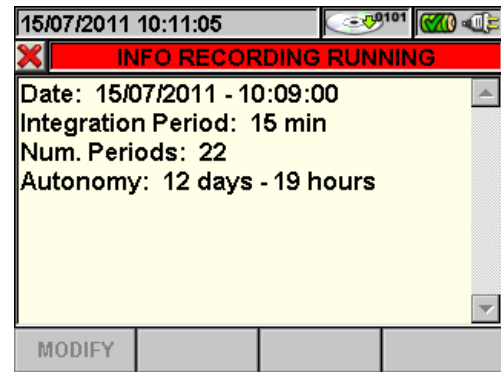 15/07/2011 10:11:05
0101
INFO RECORDING RUNNING
Date: 15/07/2011 - 10:09:00
Integration Period: 15 min
Num. Periods: 22
Autonomy: 12 days - 19 hours
MODIFY